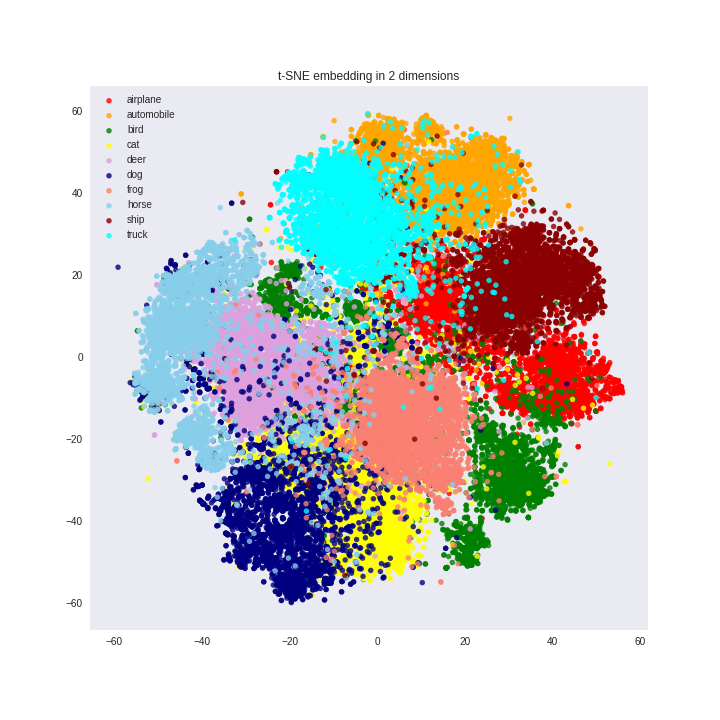 t-SNE embedding in 2 dimensions
airplane
automobile
bird
cat
deer
dog
frog
horse
ship
truck
60
40
20
0
−20
−40
−60
−60 −40 −20 0 20 40 60